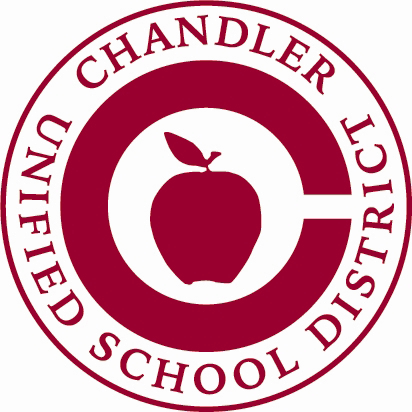 CHANDLER
UNIFIED SCHOOL DISTRICT
C